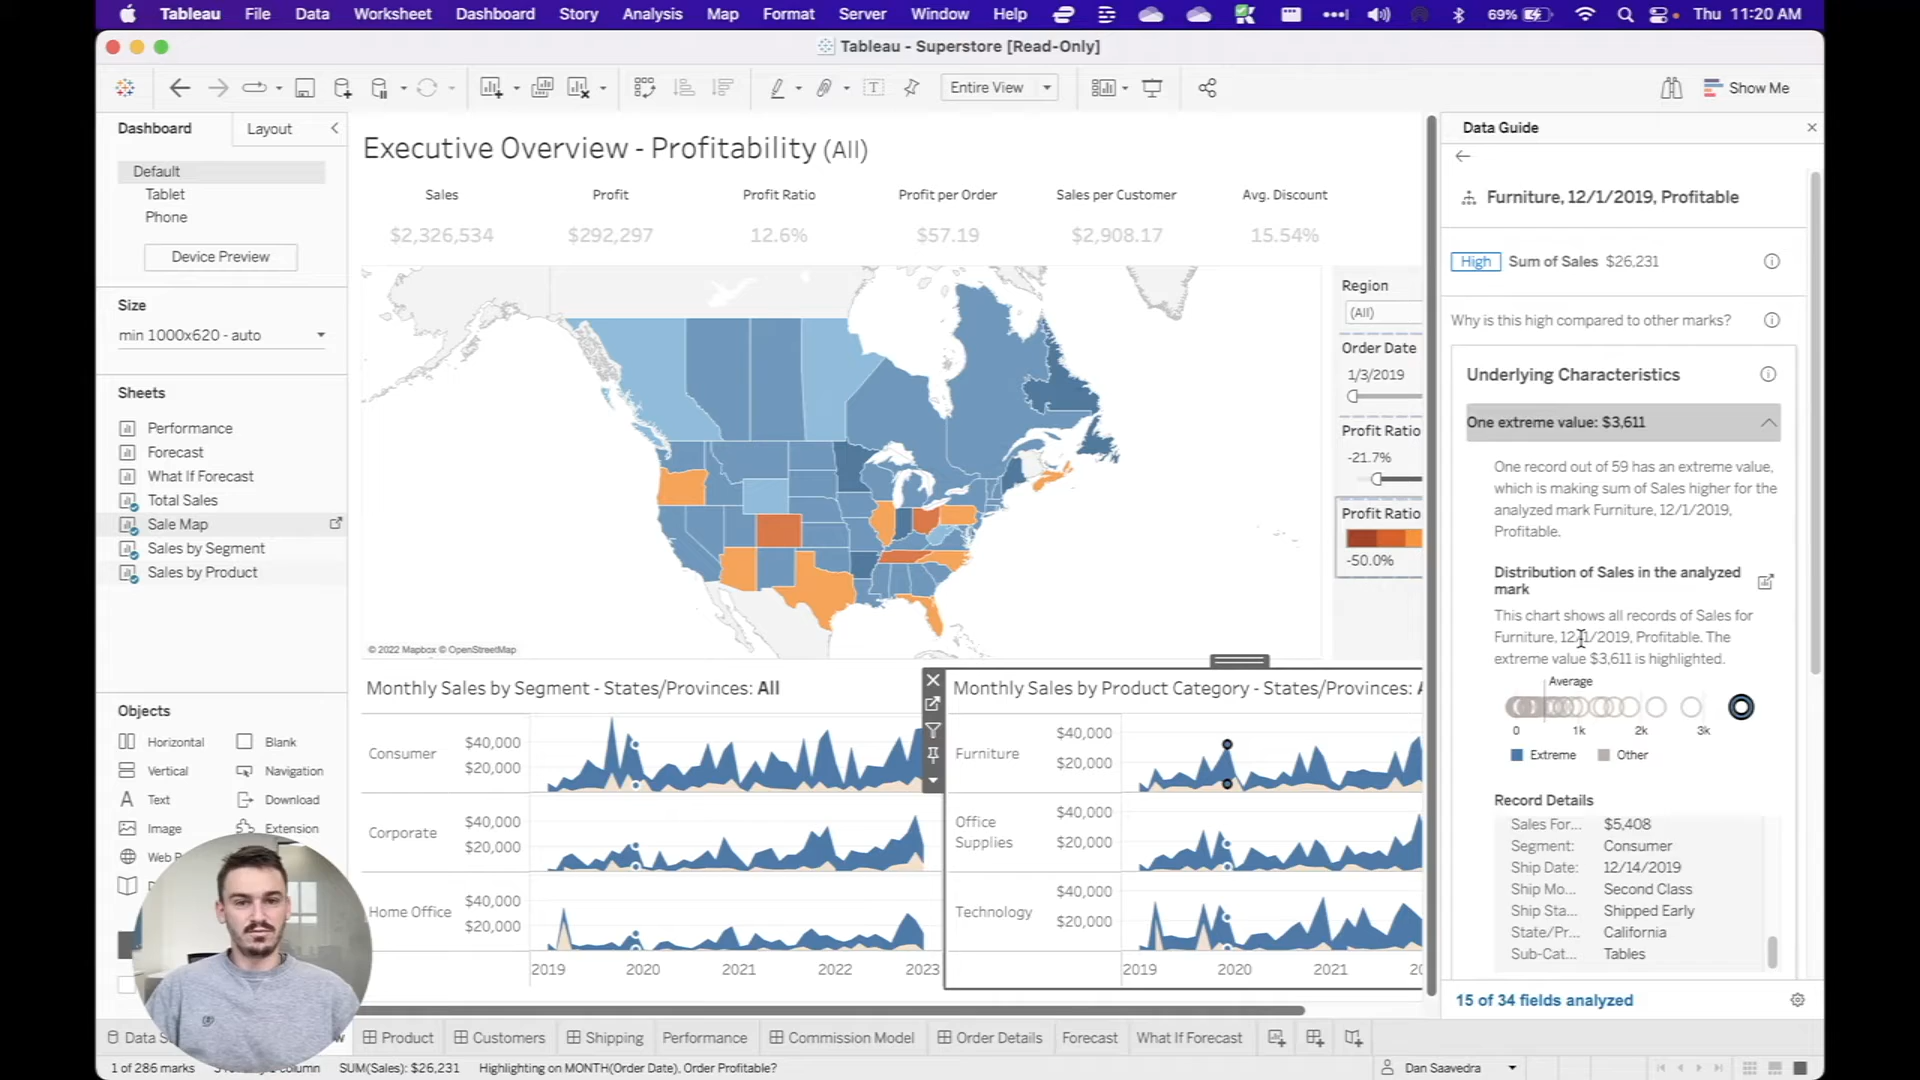 Tableau File Data Worksheet Dashboard Story Analysis Map Format Server Window Help 69% Thu 11:20 AM
Tableau - Superstore [Read-Only]
Entire View
Show Me
Dashboard Layout
Default
Tablet
Phone
Device Preview
Size
min 1000x620 - auto
Sheets
Performance
Forecast
What If Forecast
Total Sales
Sale Map
Sales by Segment
Sales by Product
Objects
Horizontal Blank
Vertical Navigation
Text Download
Image Extension
Executive Overview - Profitability (All)
Sales Profit Profit Ratio Profit per Order Sales per Customer Avg. Discount
$2,326,534 $292,297 12.6% $57.19 $2,908.17 15.54%
Region
(All)
Order Date
1/3/2019
Profit Ratio
-21.7%
Profit Ratio
-50.0%
© 2022 Mapbox © OpenStreetMap
Monthly Sales by Segment - States/Provinces: All
Consumer $40,000
$20,000
Corporate $40,000
$20,000
Home Office $40,000
$20,000
2019 2020 2021 2022 2023
Monthly Sales by Product Category - States/Provinces:
Furniture $40,000
$20,000
Office Supplies $40,000
$20,000
Technology $40,000
$20,000
2019 2020 2021 20
Data Guide
Furniture, 12/1/2019, Profitable
High Sum of Sales $26,231
Why is this high compared to other marks?
Underlying Characteristics
One extreme value: $3,611
One record out of 59 has an extreme value,
which is making sum of Sales higher for the
analyzed mark Furniture, 12/1/2019,
Profitable.
Distribution of Sales in the analyzed
mark
This chart shows all records of Sales for
Furniture, 12/1/2019, Profitable. The
extreme value $3,611 is highlighted.
Average
0 1k 2k 3k
Extreme Other
Record Details
Sales For... $5,408
Segment: Consumer
Ship Date: 12/14/2019
Ship Mo... Second Class
Ship Sta... Shipped Early
State/Pr... California
Sub-Cat... Tables
15 of 34 fields analyzed
Product Customers Shipping Performance Commission Model Order Details Forecast What If Forecast
1 of 286 marks SUM(Sales): $26,231 Highlighting on MONTH(Order Date), Order Profitable? Dan Saavedra